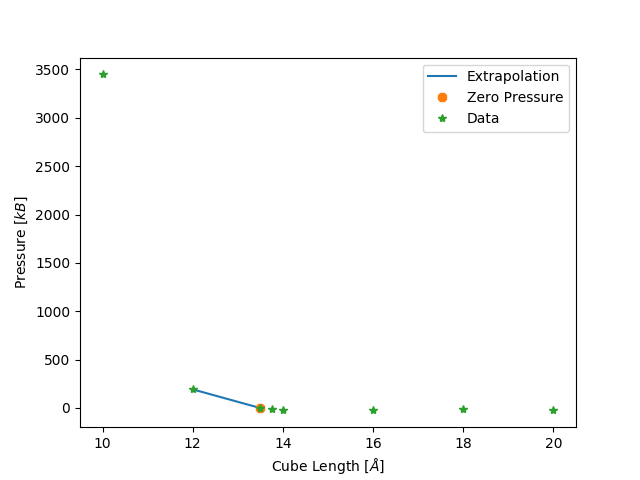 3500
3000
2500
2000
1500
1000
500
0
Pressure [kB]
Extrapolation
Zero Pressure
Data
10 12 14 16 18 20
Cube Length [Å]